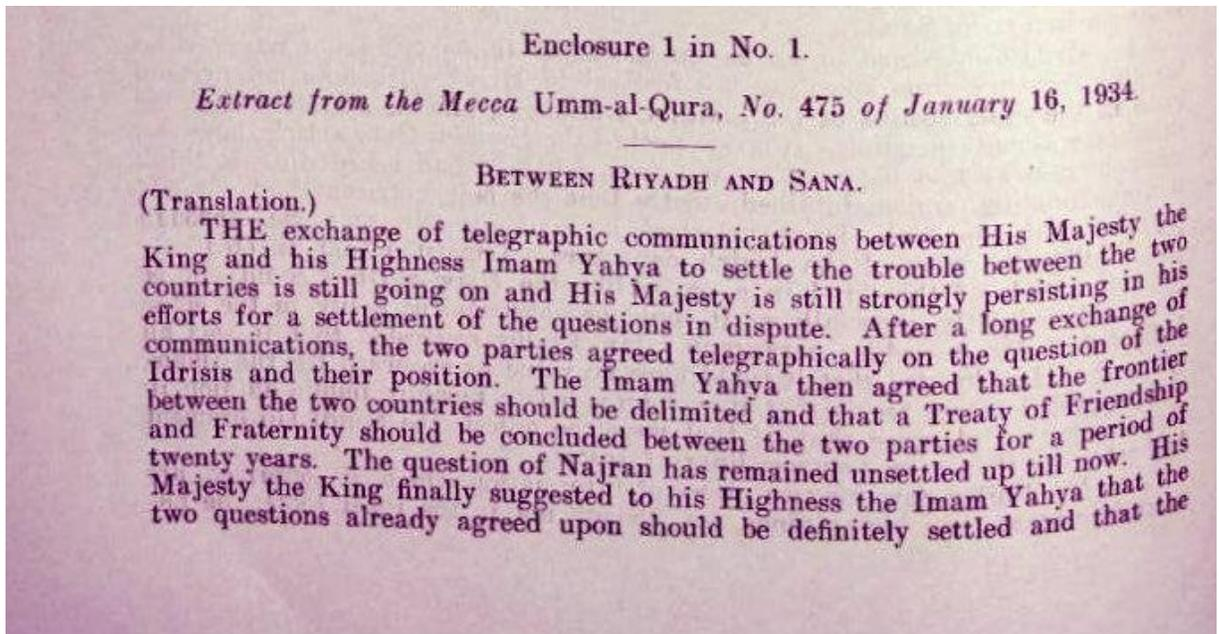 Enclosure 1 in No. 1.
Extract from the Mecca Umm-al-Qura, No. 475 of January 16, 1934.
BETWEEN RIYADH AND SANA.
(Translation.)
THE exchange of telegraphic communications between His Majesty the
King and his Highness Imam Yahya to settle the trouble between the two
countries is still going on and His Majesty is still strongly persisting in his
efforts for a settlement of the questions in dispute. After a long exchange of
communications, the two parties agreed telegraphically on the question of the
Idrisis and their position. The Imam Yahya then agreed that the frontier
between the two countries should be delimited and that a Treaty of Friendship
and Fraternity should be concluded between the two parties for a period of
twenty years. The question of Najran has remained unsettled up till now. His
Majesty the King finally suggested to his Highness the Imam Yahya that the
two questions already agreed upon should be definitely settled and that the